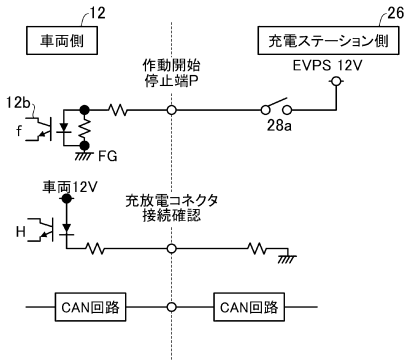 12
26
車両側
充電ステーション側
作動開始
停止端P
EVPS 12V
12b
f
28a
FG
車両12V
充放電コネクタ
接続確認
H
CAN回路
CAN回路